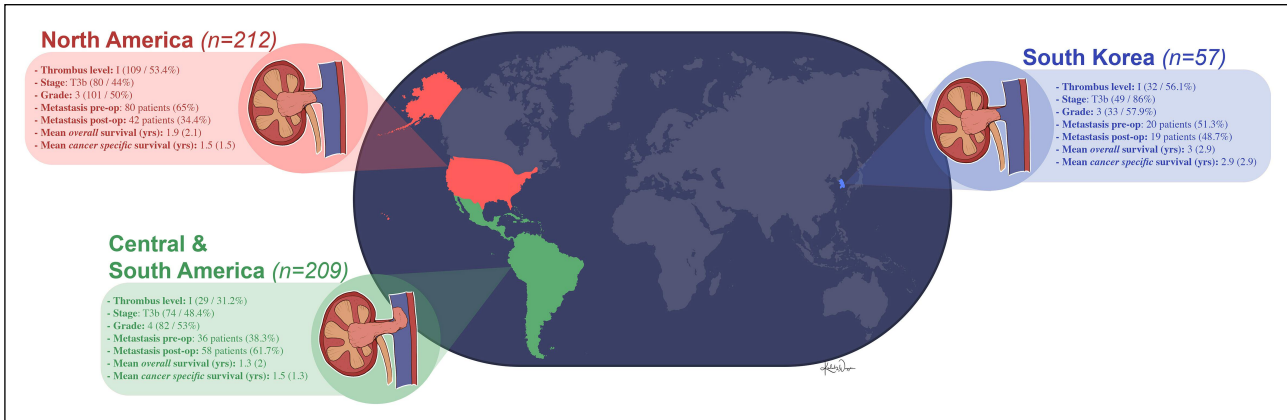 North America (n=212)
- Thrombus level: I (109 / 53.4%)
- Stage: T3b (80 / 44%)
- Grade: 3 (101 / 50%)
- Metastasis pre-op: 80 patients (65%)
- Metastasis post-op: 42 patients (34.4%)
- Mean overall survival (yrs): 1.9 (2.1)
- Mean cancer specific survival (yrs): 1.5 (1.5)
South Korea (n=57)
- Thrombus level: I (32 / 56.1%)
- Stage: T3b (49 / 86%)
- Grade: 3 (33 / 57.9%)
- Metastasis pre-op: 20 patients (51.3%)
- Metastasis post-op: 19 patients (48.7%)
- Mean overall survival (yrs): 3 (2.9)
- Mean cancer specific survival (yrs): 2.9 (2.9)
Central &
South America (n=209)
- Thrombus level: I (29 / 31.2%)
- Stage: T3b (74 / 48.4%)
- Grade: 4 (82 / 53%)
- Metastasis pre-op: 36 patients (38.3%)
- Metastasis post-op: 58 patients (61.7%)
- Mean overall survival (yrs): 1.3 (2)
- Mean cancer specific survival (yrs): 1.5 (1.3)